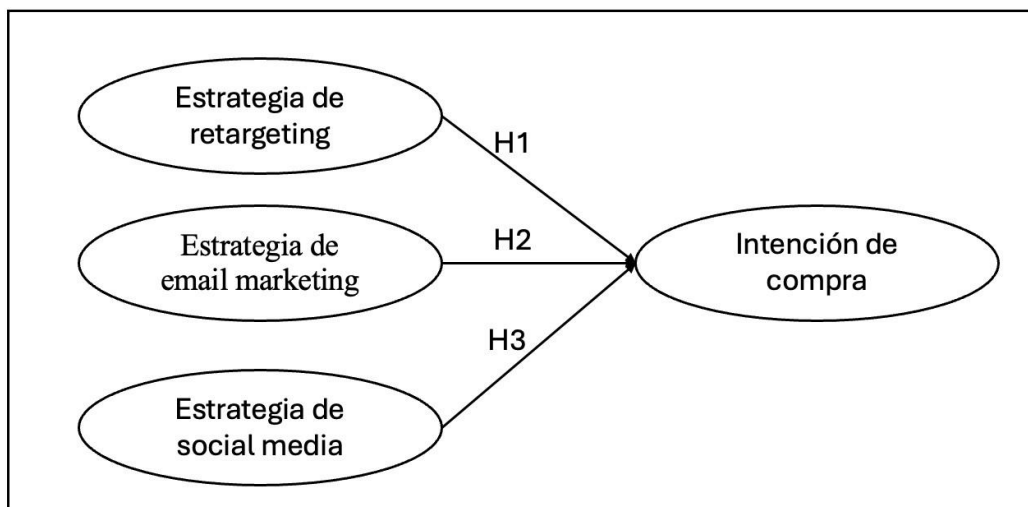 Estrategia de
retargeting
H1
Estrategia de
email marketing
H2
Intención de
compra
H3
Estrategia de
social media